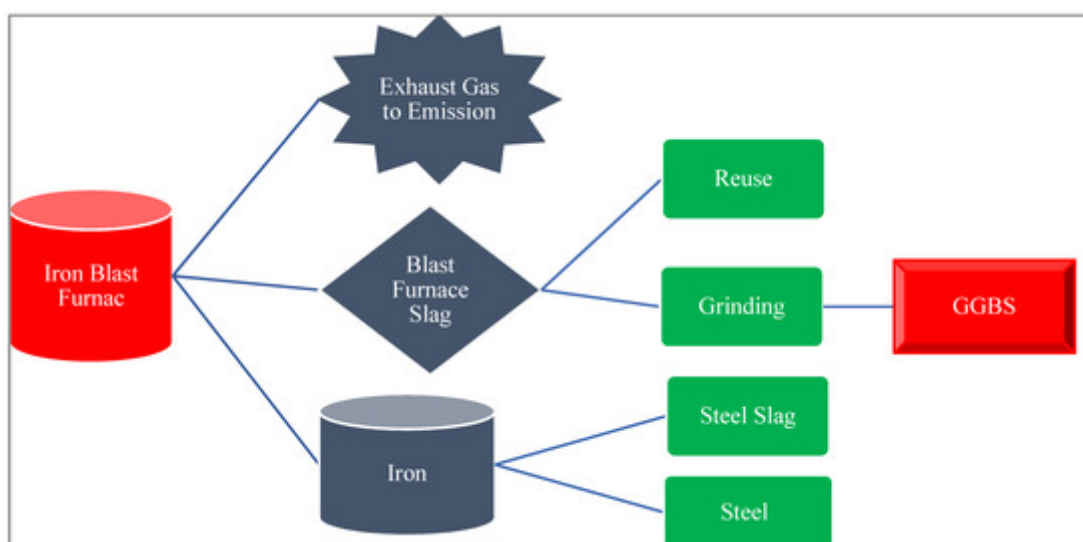 Exhaust Gas
to Emission
Reuse
Iron Blast
Furnac
Blast
Furnace
Slag
Grinding
GGBS
Steel Slag
Iron
Steel